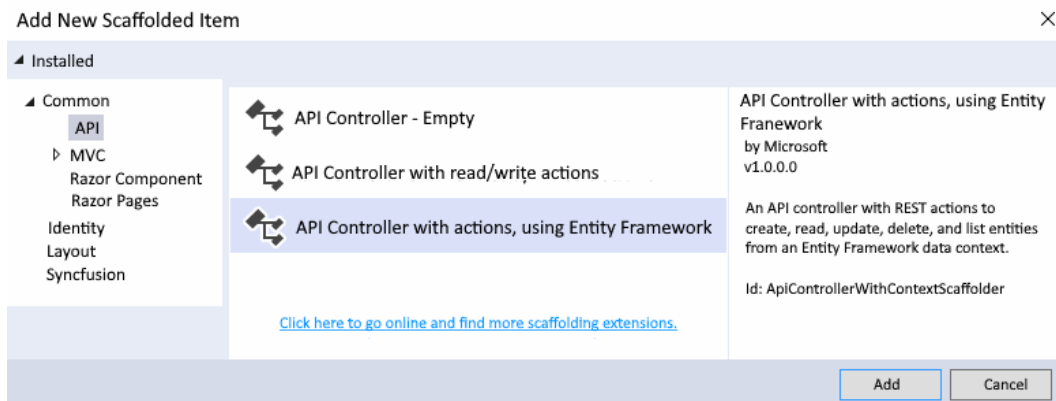 Add New Scaffolded Item
Installed
Common
API
MVC
Razor Component
Razor Pages
Identity
Layout
Syncfusion
API Controller - Empty
API Controller with read/write actions
API Controller with actions, using Entity Framework
Click here to go online and find more scaffolding extensions.
API Controller with actions, using Entity
Franework
by Microsoft
v1.0.0.0
An API controller with REST actions to
create, read, update, delete, and list entities
from an Entity Framework data context.
Id: ApiControllerWithContextScaffolder
Add
Cancel